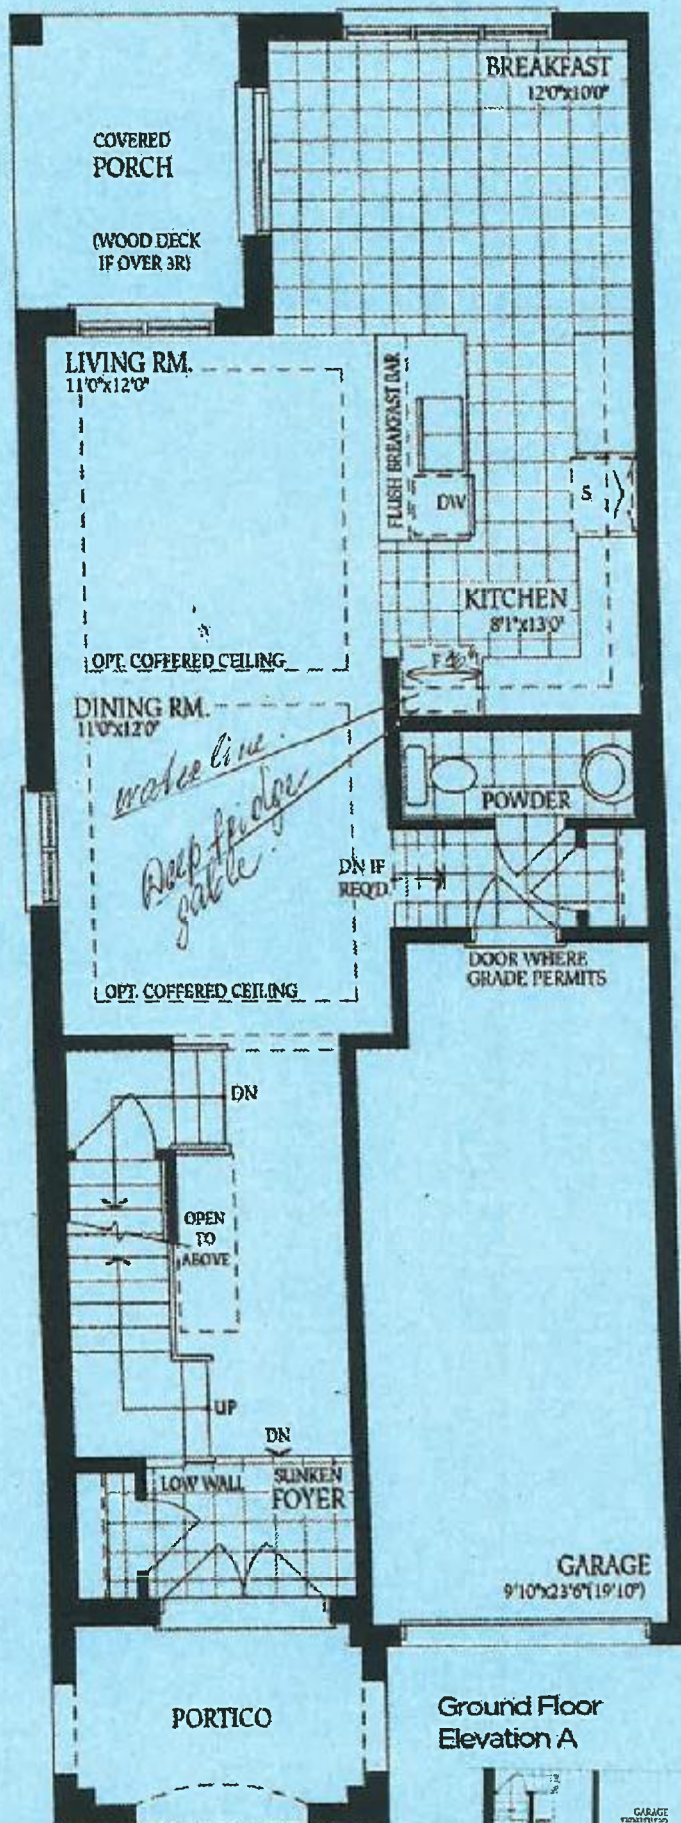 BREAKFAST
12'0"x10'0"
COVERED
PORCH
(WOOD DECK
IF OVER 3R)
LIVING RM.
11'0"x12'0"
FLUSH BREAKFAST BAR
DW
S
KITCHEN
8'1"x13'0"
OPT. COFFERED CEILING
F
DINING RM.
11'0"x12'0"
water line
Deep fridge
gable
POWDER
DN IF
REQ'D
DOOR WHERE
GRADE PERMITS
OPT. COFFERED CEILING
DN
OPEN
TO
ABOVE
UP
DN
LOW WALL
SUNKEN
FOYER
GARAGE
9'10"x23'6"(19'10")
PORTICO
Ground Floor
Elevation A
GARAGE